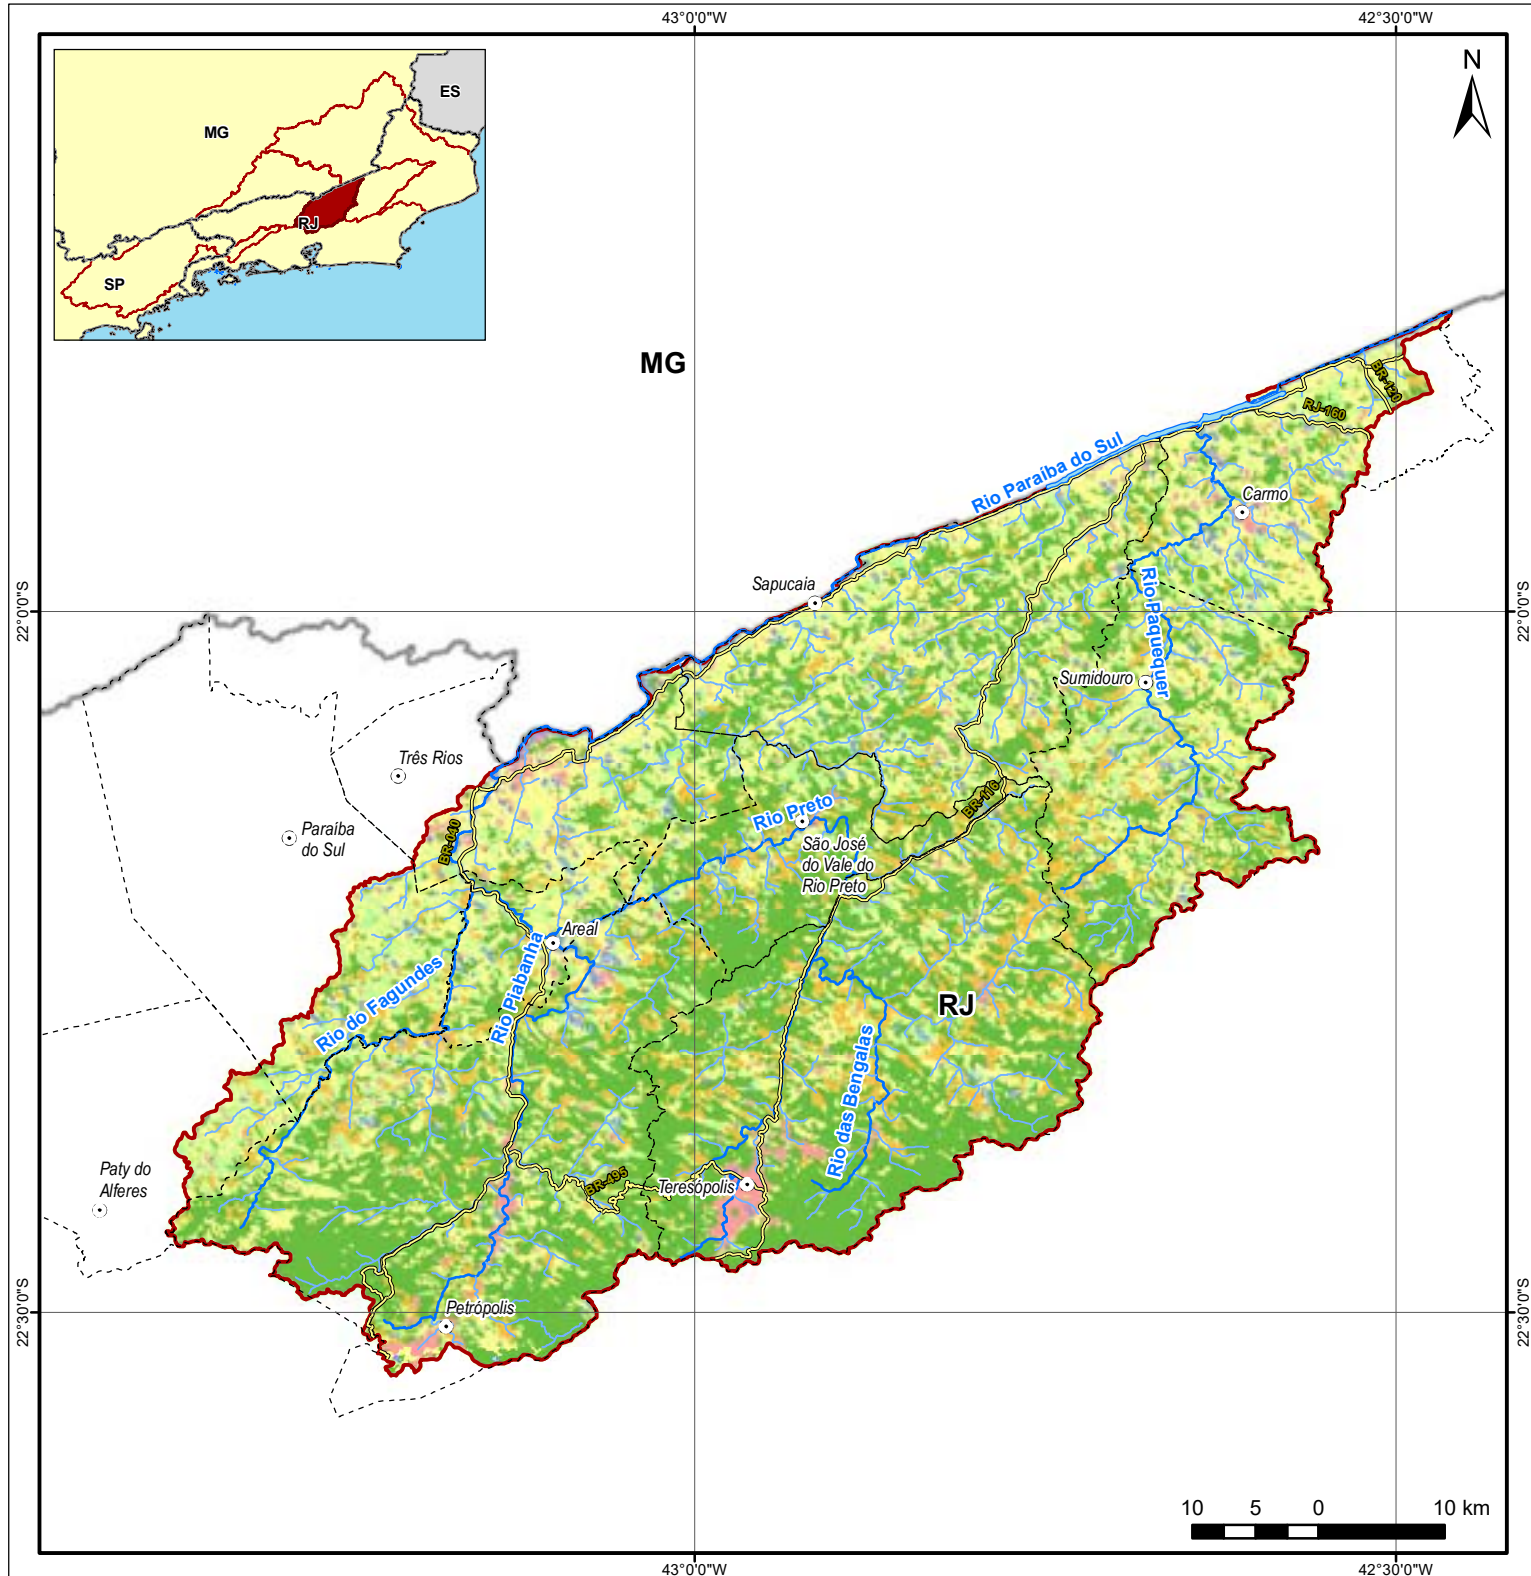 43°0'0"W
42°30'0"W
N
ES
MG
RJ
SP
MG
BR-120
RJ-160
Rio Paraíba do Sul
Carmo
Sapucaia
Rio Paquequer
22°0'0"S
22°0'0"S
Sumidouro
Três Rios
BR-116
Rio Preto
Paraíba
do Sul
BR-040
São José
do Vale do
Rio Preto
Areal
Rio Piabanha
Rio do Fagundes
RJ
Rio das Bengalas
Paty do
Alferes
BR-495
Teresópolis
Petrópolis
22°30'0"S
22°30'0"S
10 5 0 10 km
43°0'0"W
42°30'0"W